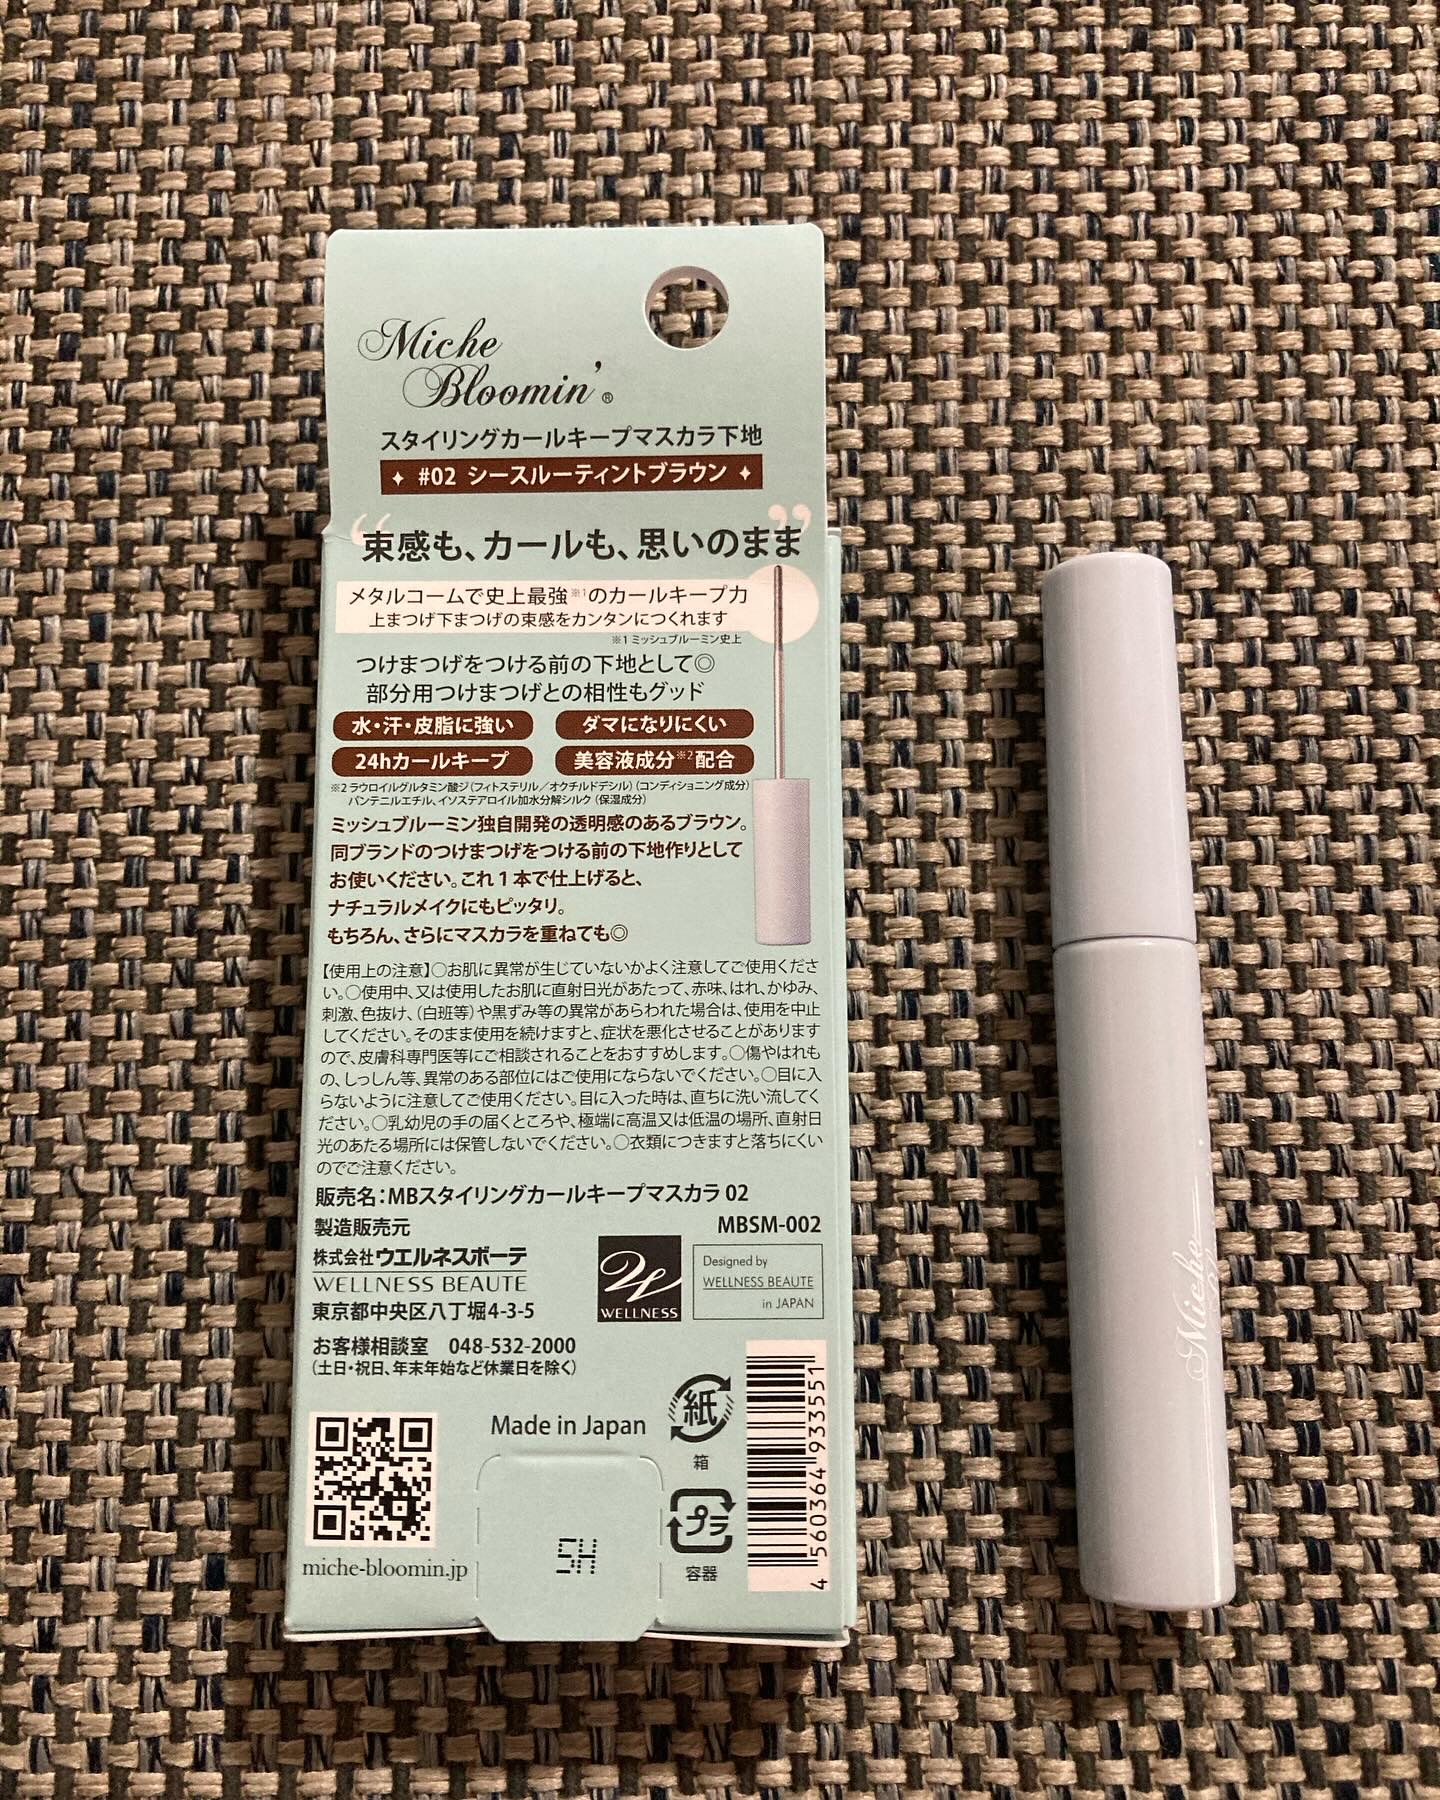 Miche
Bloomin'®
スタイリングカールキープマスカラ下地
✦ #02 シースルーティントブラウン ✦
“束感も、カールも、思いのまま”
メタルコームで史上最強※1のカールキープ力
上まつげ下まつげの束感をカンタンにつくれます
※1 ミッシュブルーミン史上
つけまつげをつける前の下地として◎
部分用つけまつげとの相性もグッド
水・汗・皮脂に強い ダマになりにくい
24hカールキープ 美容液成分※2配合
※2 ラウロイルグルタミン酸ジ(フィトステリル/オクチルドデシル)(コンディショニング成分)
パンテニルエチル、イソステアロイル加水分解シルク(保湿成分)
ミッシュブルーミン独自開発の透明感のあるブラウン。
同ブランドのつけまつげをつける前の下地作りとして
お使いください。これ1本で仕上げると、
ナチュラルメイクにもピッタリ。
もちろん、さらにマスカラを重ねても◎
【使用上の注意】○お肌に異常が生じていないかよく注意してご使用くださ
い。○使用中、又は使用したお肌に直射日光があたって、赤味、はれ、かゆみ、
刺激、色抜け、(白斑等)や黒ずみ等の異常があらわれた場合は、使用を中止
してください。そのまま使用を続けますと、症状を悪化させることがあります
ので、皮膚科専門医等にご相談されることをおすすめします。○傷やはれも
の、しっしん等、異常のある部位にはご使用にならないでください。○目に入
らないように注意してご使用ください。目に入った時は、直ちに洗い流してく
ださい。○乳幼児の手の届くところや、極端に高温又は低温の場所、直射日
光のあたる場所には保管しないでください。○衣類につきますと落ちにくい
のでご注意ください。
販売名:MBスタイリングカールキープマスカラ 02
製造販売元 MBSM-002
株式会社ウエルネスボーテ
WELLNESS BEAUTE
東京都中央区八丁堀4-3-5
W
WELLNESS
Designed by
WELLNESS BEAUTE
in JAPAN
お客様相談室 048-532-2000
(土日・祝日、年末年始など休業日を除く)
Made in Japan
紙
箱
プラ
容器
4 560364 933551
miche-bloomin.jp
5H
Miche